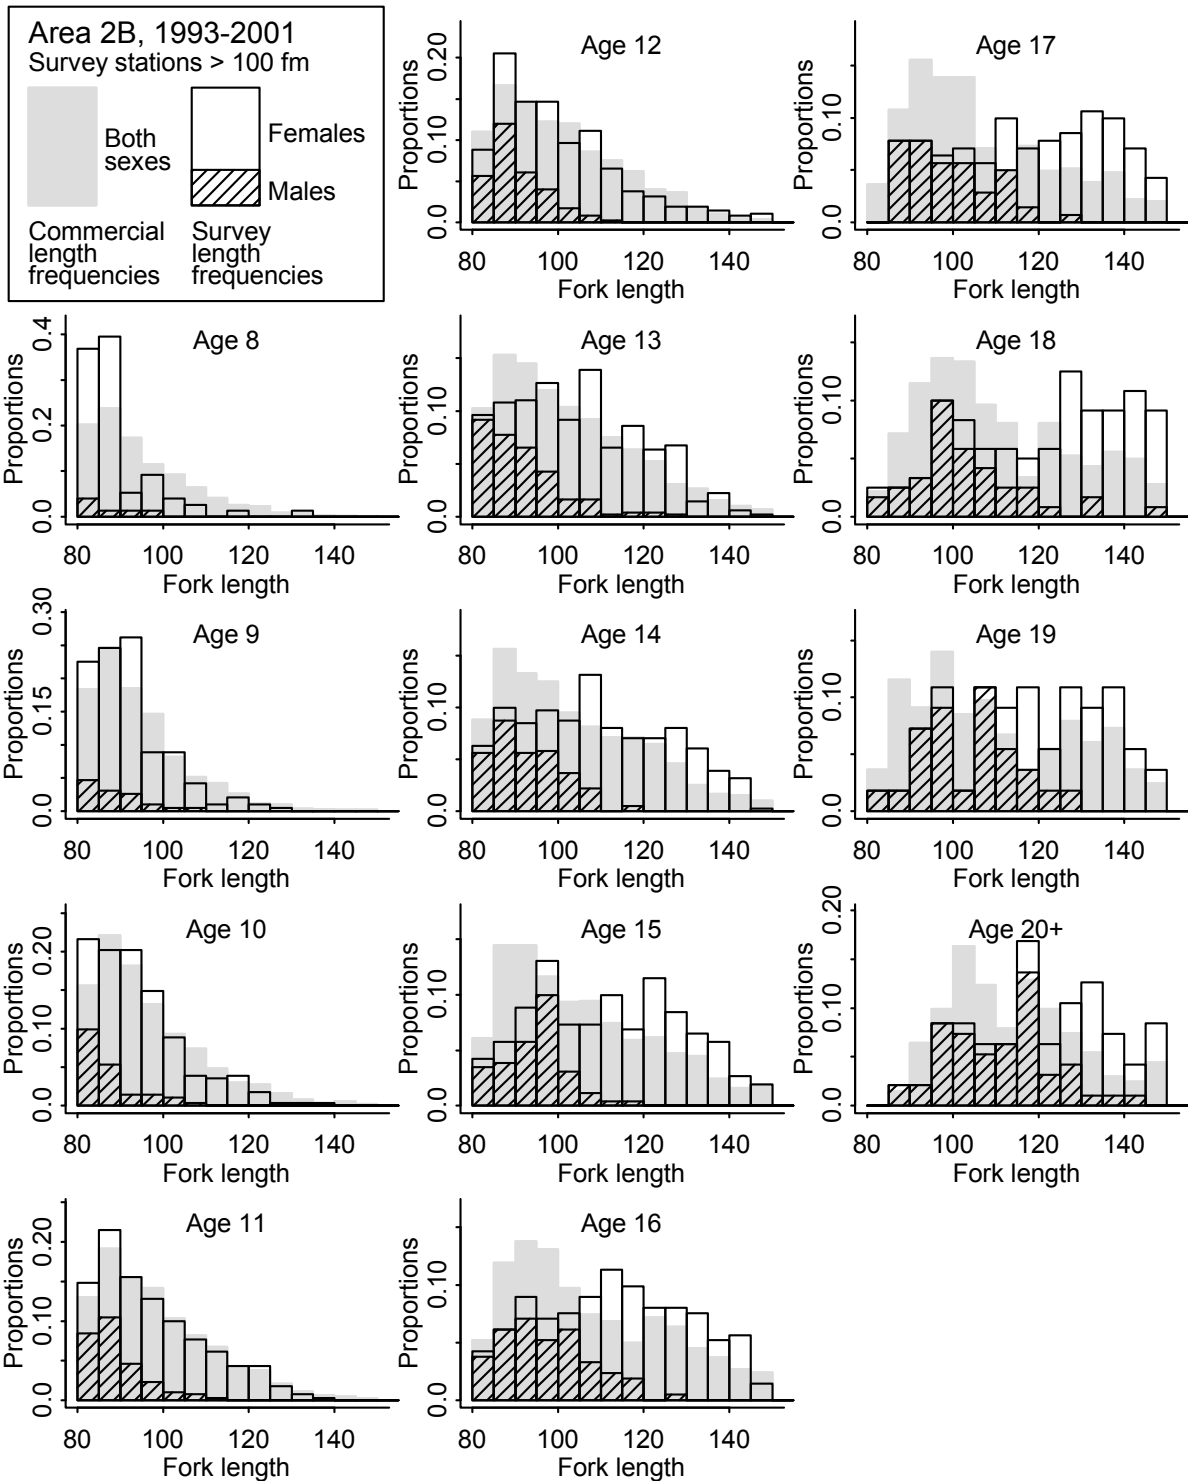 Area 2B, 1993-2001
Survey stations > 100 fm
Both
sexes
Females
Males
Commercial
length
frequencies
Survey
length
frequencies
Age 8
Proportions
0.0 0.2 0.4
80 100 120 140
Fork length
Age 9
Proportions
0.0 0.15 0.30
80 100 120 140
Fork length
Age 10
Proportions
0.0 0.10 0.20
80 100 120 140
Fork length
Age 11
Proportions
0.0 0.10 0.20
80 100 120 140
Fork length
Age 12
Proportions
0.0 0.10 0.20
80 100 120 140
Fork length
Age 13
Proportions
0.0 0.10
80 100 120 140
Fork length
Age 14
Proportions
0.0 0.10
80 100 120 140
Fork length
Age 15
Proportions
0.0 0.10
80 100 120 140
Fork length
Age 16
Proportions
0.0 0.10
80 100 120 140
Fork length
Age 17
Proportions
0.0 0.10
80 100 120 140
Fork length
Age 18
Proportions
0.0 0.10
80 100 120 140
Fork length
Age 19
Proportions
0.0 0.10
80 100 120 140
Fork length
Age 20+
Proportions
0.0 0.10 0.20
80 100 120 140
Fork length